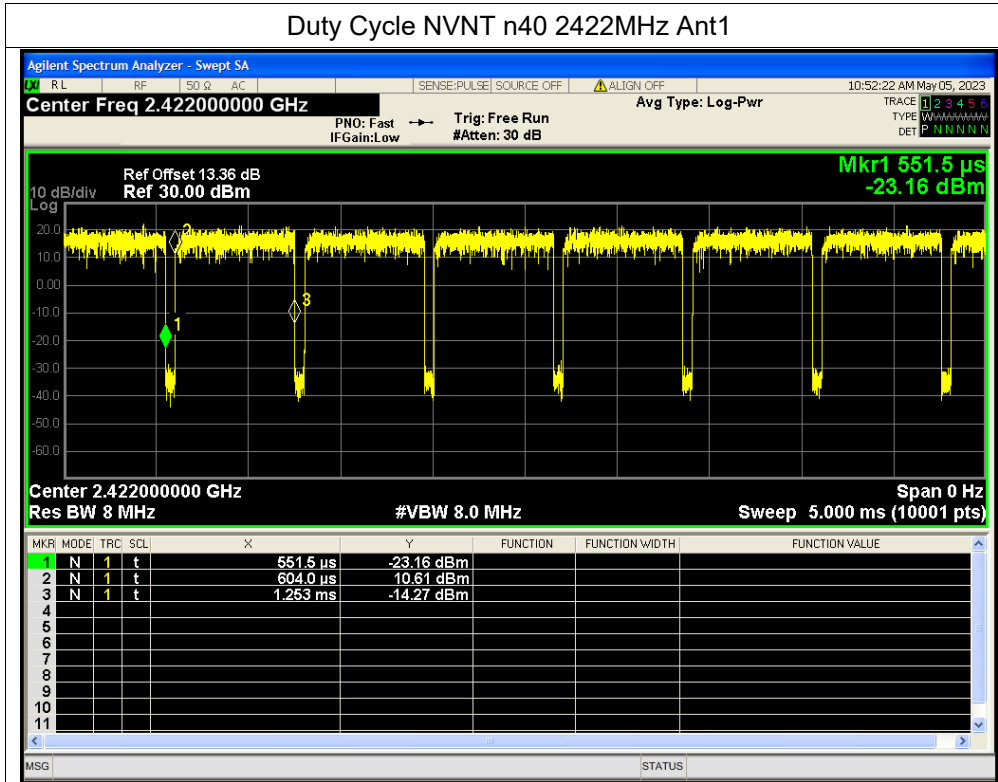 Duty Cycle NVNT n40 2422MHz Ant1
Agilent Spectrum Analyzer - Swept SA
LXI RL RF 50 Ω AC SENSE:PULSE SOURCE OFF ALIGN OFF 10:52:22 AM May 05, 2023
Center Freq 2.422000000 GHz Avg Type: Log-Pwr TRACE 1 2 3 4 5 6
PNO: Fast Trig: Free Run TYPE WWWWWW
IFGain:Low #Atten: 30 dB DET P N N N N N
Mkr1 551.5 µs
Ref Offset 13.36 dB
10 dB/div Ref 30.00 dBm -23.16 dBm
Log
20.0
10.0
0.00
-10.0
-20.0
-30.0
-40.0
-50.0
-60.0
2
3
1
Center 2.422000000 GHz Span 0 Hz
Res BW 8 MHz #VBW 8.0 MHz Sweep 5.000 ms (10001 pts)
MKR MODE TRC SCL X Y FUNCTION FUNCTION WIDTH FUNCTION VALUE
1 N 1 t 551.5 µs -23.16 dBm
2 N 1 t 604.0 µs 10.61 dBm
3 N 1 t 1.253 ms -14.27 dBm
4
5
6
7
8
9
10
11
MSG STATUS